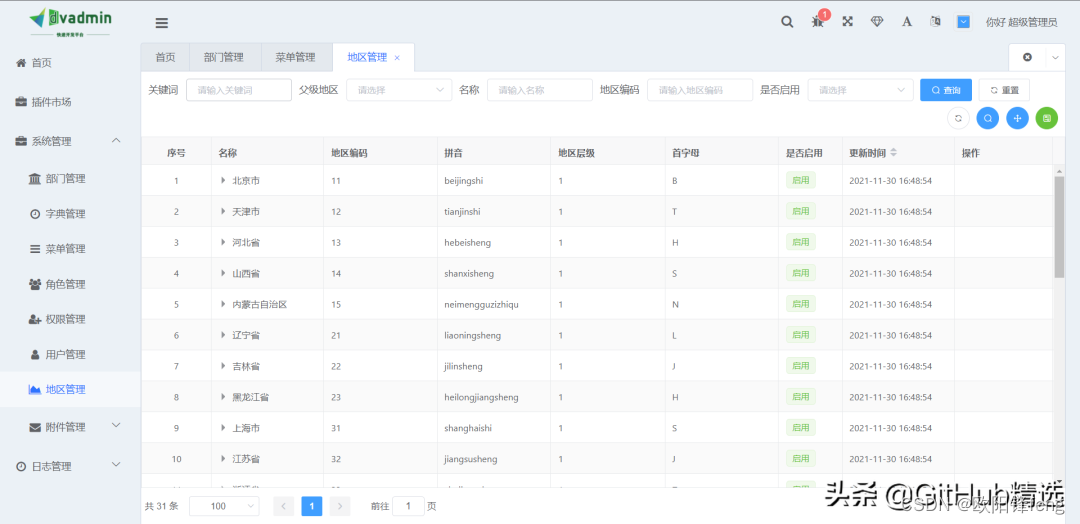 dvadmin
快速开发平台
1
你好 超级管理员
首页
插件市场
系统管理
部门管理
字典管理
菜单管理
角色管理
权限管理
用户管理
地区管理
附件管理
日志管理
首页 部门管理 菜单管理 地区管理 ×
关键词 请输入关键词 父级地区 请选择 名称 请输入名称 地区编码 请输入地区编码 是否启用 请选择 查询 重置
序号 名称 地区编码 拼音 地区层级 首字母 是否启用 更新时间 操作
1 北京市 11 beijingshi 1 B 启用 2021-11-30 16:48:54
2 天津市 12 tianjinshi 1 T 启用 2021-11-30 16:48:54
3 河北省 13 hebeisheng 1 H 启用 2021-11-30 16:48:54
4 山西省 14 shanxisheng 1 S 启用 2021-11-30 16:48:54
5 内蒙古自治区 15 neimengguzizhiqu 1 N 启用 2021-11-30 16:48:54
6 辽宁省 21 liaoningsheng 1 L 启用 2021-11-30 16:48:54
7 吉林省 22 jilinsheng 1 J 启用 2021-11-30 16:48:54
8 黑龙江省 23 heilongjiangsheng 1 H 启用 2021-11-30 16:48:54
9 上海市 31 shanghaishi 1 S 启用 2021-11-30 16:48:54
10 江苏省 32 jiangsusheng 1 J 启用 2021-11-30 16:48:54
共 31 条 100 1 前往 1 页
头条 @GitHub精选
CSDN @欧阳锋feng